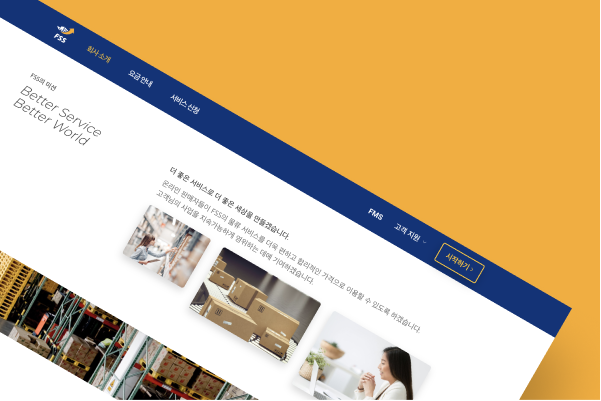 FSS
회사 소개
요금 안내
서비스 신청
FMS
고객 지원
시작하기
FSS의 미션
Better Service
Better World
더 좋은 서비스로 더 좋은 세상을 만들겠습니다.
온라인 판매자들이 FSS의 물류 서비스를 더욱 편하고 합리적인 가격으로 이용할 수 있도록 하겠습니다.
고객님의 사업을 지속가능하게 영위하는 데에 기여하겠습니다.